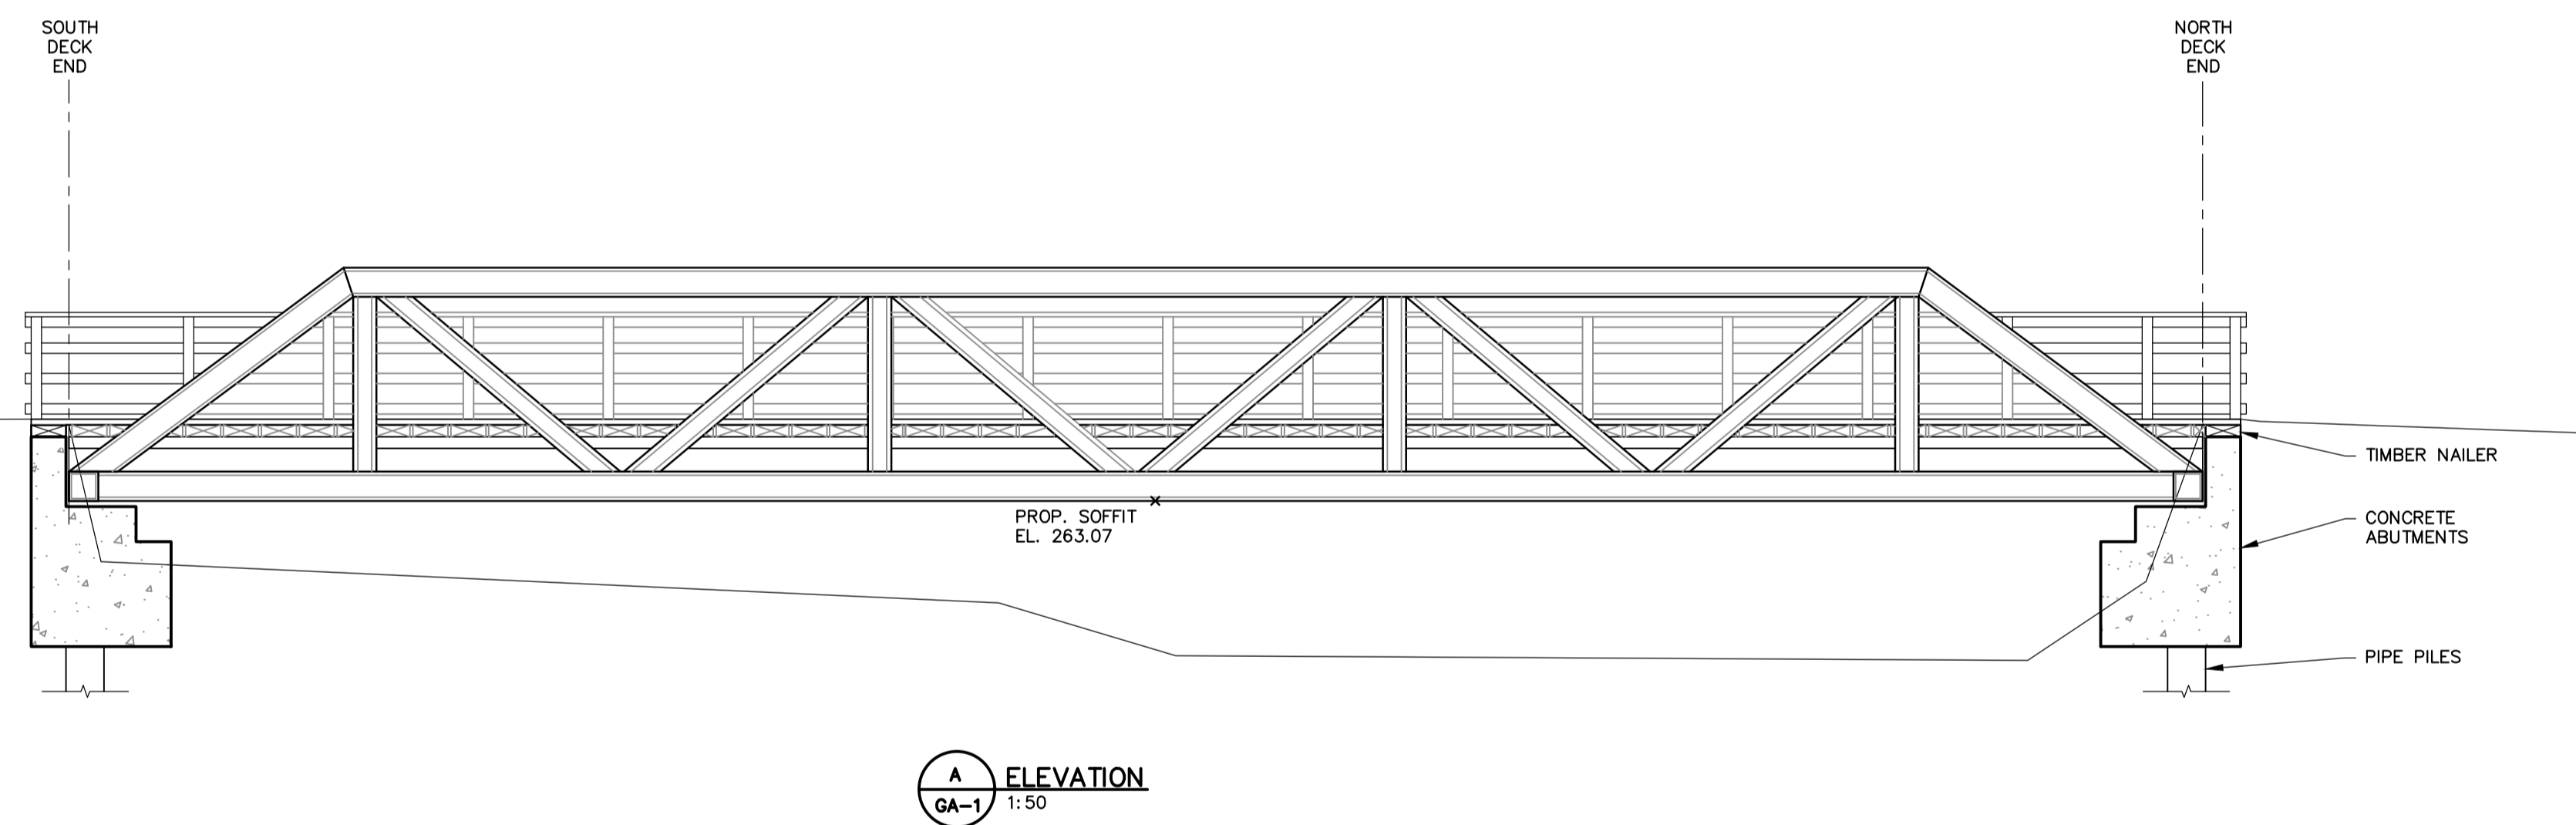 SOUTH
DECK
END
NORTH
DECK
END
TIMBER NAILER
PROP. SOFFIT
EL. 263.07
CONCRETE
ABUTMENTS
PIPE PILES
A
GA-1
ELEVATION
1:50